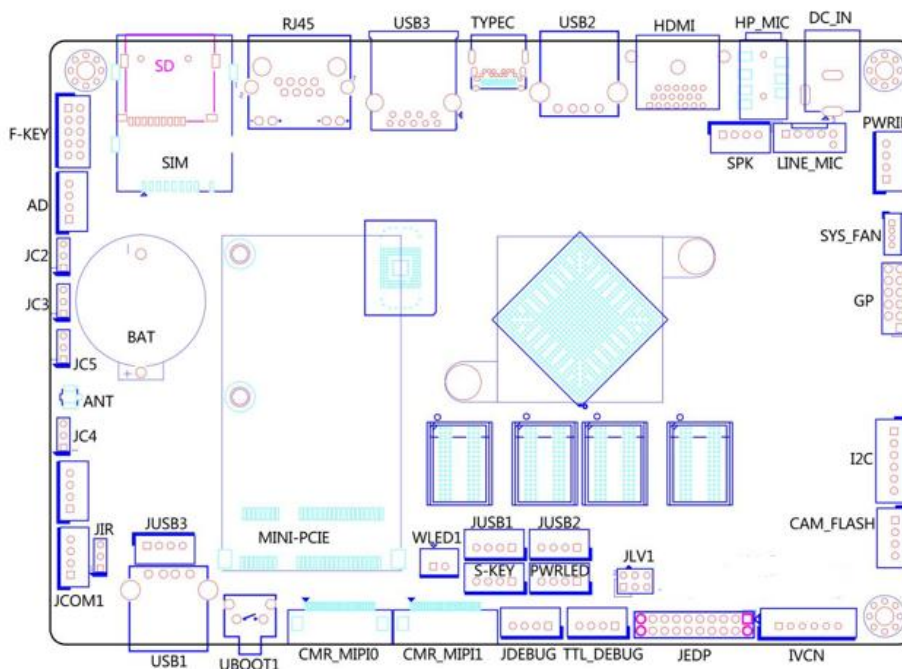 RJ45
USB3
TYPEC
USB2
HDMI
HP_MIC
DC_IN
SD
F-KEY
SIM
SPK
LINE_MIC
AD
SYS_FAN
JC2
JC3
GP
BAT
JC5
ANT
JC4
I2C
CAM_FLASH
JIR
JUSB3
MINI-PCIE
WLED1
JUSB1
JUSB2
S-KEY
PWRLED
JLV1
JCOM1
USB1
UBOOT1
CMR_MIPI0
CMR_MIPI1
JDEBUG
TTL_DEBUG
JEDP
IVCN